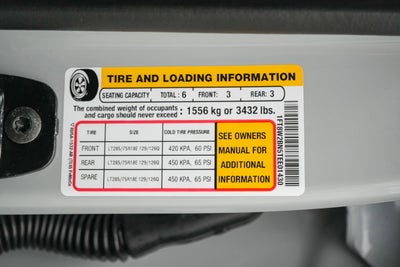 TIRE AND LOADING INFORMATION
SEATING CAPACITY TOTAL : 6 FRONT: 3 REAR: 3
The combined weight of occupants and cargo should never exceed - 1556 kg or 3432 lbs.
TIRE SIZE COLD TIRE PRESSURE
FRONT LT285/75R18E 129/126Q 420 KPA, 60 PSI
REAR LT285/75R18E 129/126Q 450 KPA, 65 PSI
SPARE LT285/75R18E 129/126Q 450 KPA, 65 PSI
SEE OWNERS
MANUAL FOR
ADDITIONAL
INFORMATION